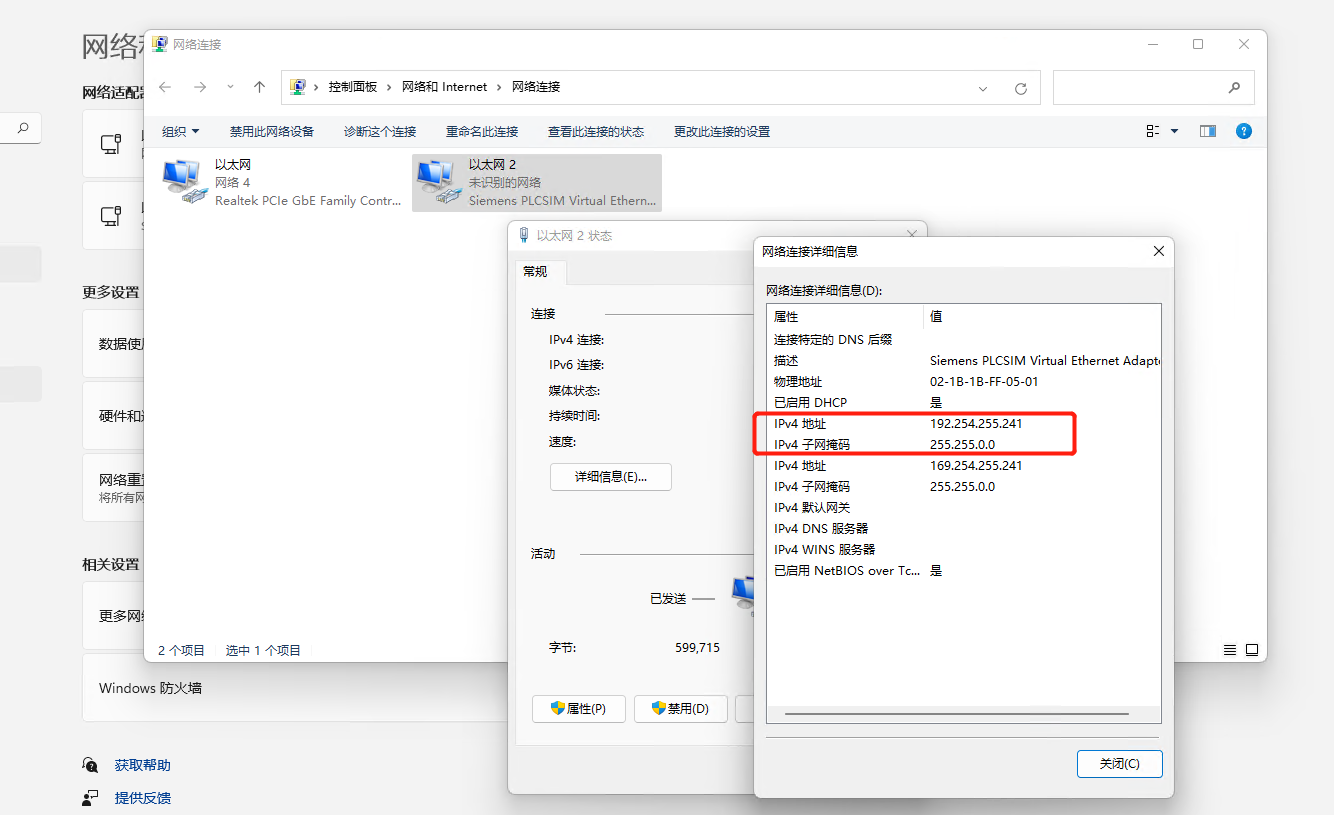 网络和
网络连接
网络适配器
控制面板 › 网络和 Internet › 网络连接
组织 禁用此网络设备 诊断这个连接 重命名此连接 查看此连接的状态 更改此连接的设置
以太网
网络 4
Realtek PCIe GbE Family Contr...
以太网 2
未识别的网络
Siemens PLCSIM Virtual Ethern...
以太网 2 状态
常规
连接
IPv4 连接:
IPv6 连接:
媒体状态:
持续时间:
速度:
详细信息(E)...
活动
已发送
字节:
599,715
属性(P)
禁用(D)
网络连接详细信息
网络连接详细信息(D):
属性 值
连接特定的 DNS 后缀
描述 Siemens PLCSIM Virtual Ethernet Adapte
物理地址 02-1B-1B-FF-05-01
已启用 DHCP 是
IPv4 地址 192.254.255.241
IPv4 子网掩码 255.255.0.0
IPv4 地址 169.254.255.241
IPv4 子网掩码 255.255.0.0
IPv4 默认网关
IPv4 DNS 服务器
IPv4 WINS 服务器
已启用 NetBIOS over Tc... 是
关闭(C)
更多设置
数据使用
硬件和
网络重置
将所有网
相关设置
更多网络
2 个项目 选中 1 个项目
Windows 防火墙
获取帮助
提供反馈